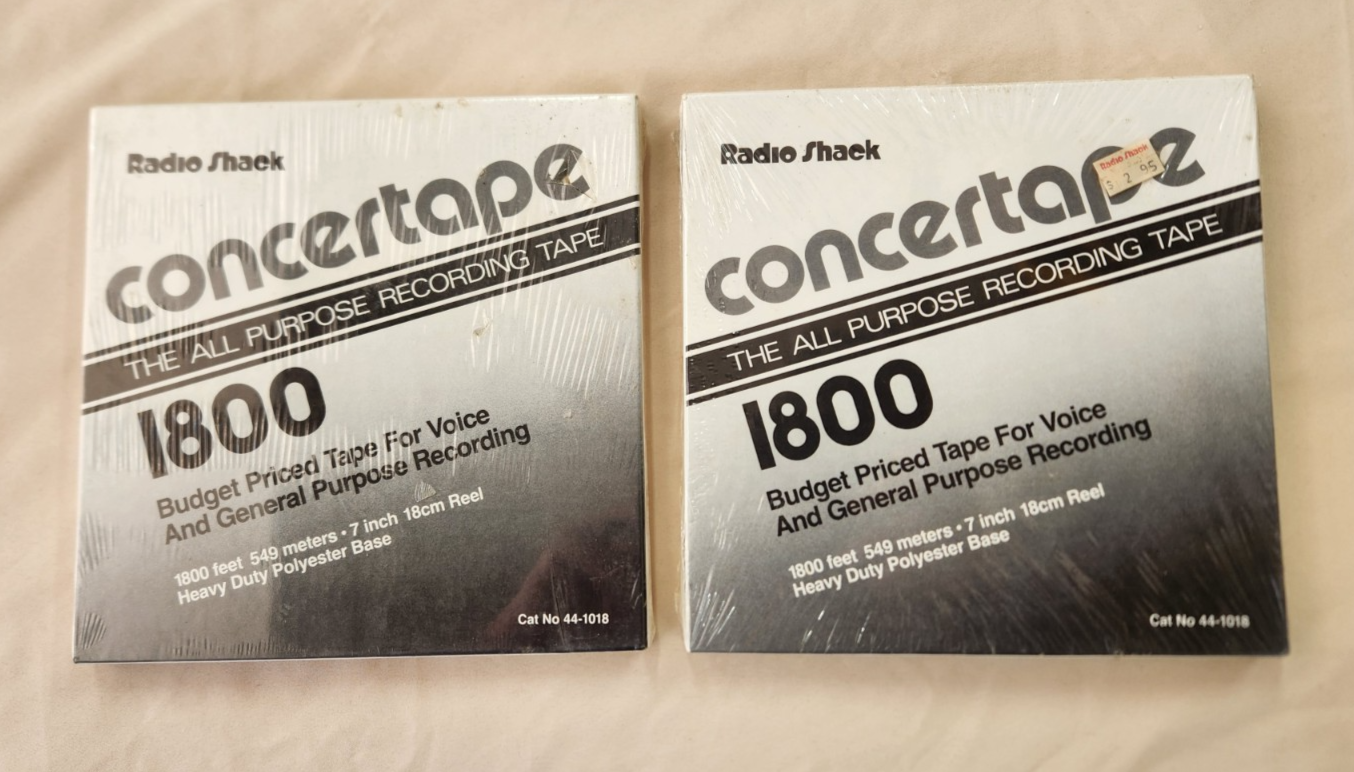 Radio Shack
concertape
THE ALL PURPOSE RECORDING TAPE
1800
Budget Priced Tape For Voice
And General Purpose Recording
1800 feet 549 meters • 7 inch 18cm Reel
Heavy Duty Polyester Base
Cat No 44-1018
Radio Shack
concertape
Radio Shack
$ 2 95
THE ALL PURPOSE RECORDING TAPE
1800
Budget Priced Tape For Voice
And General Purpose Recording
1800 feet 549 meters • 7 inch 18cm Reel
Heavy Duty Polyester Base
Cat No 44-1018